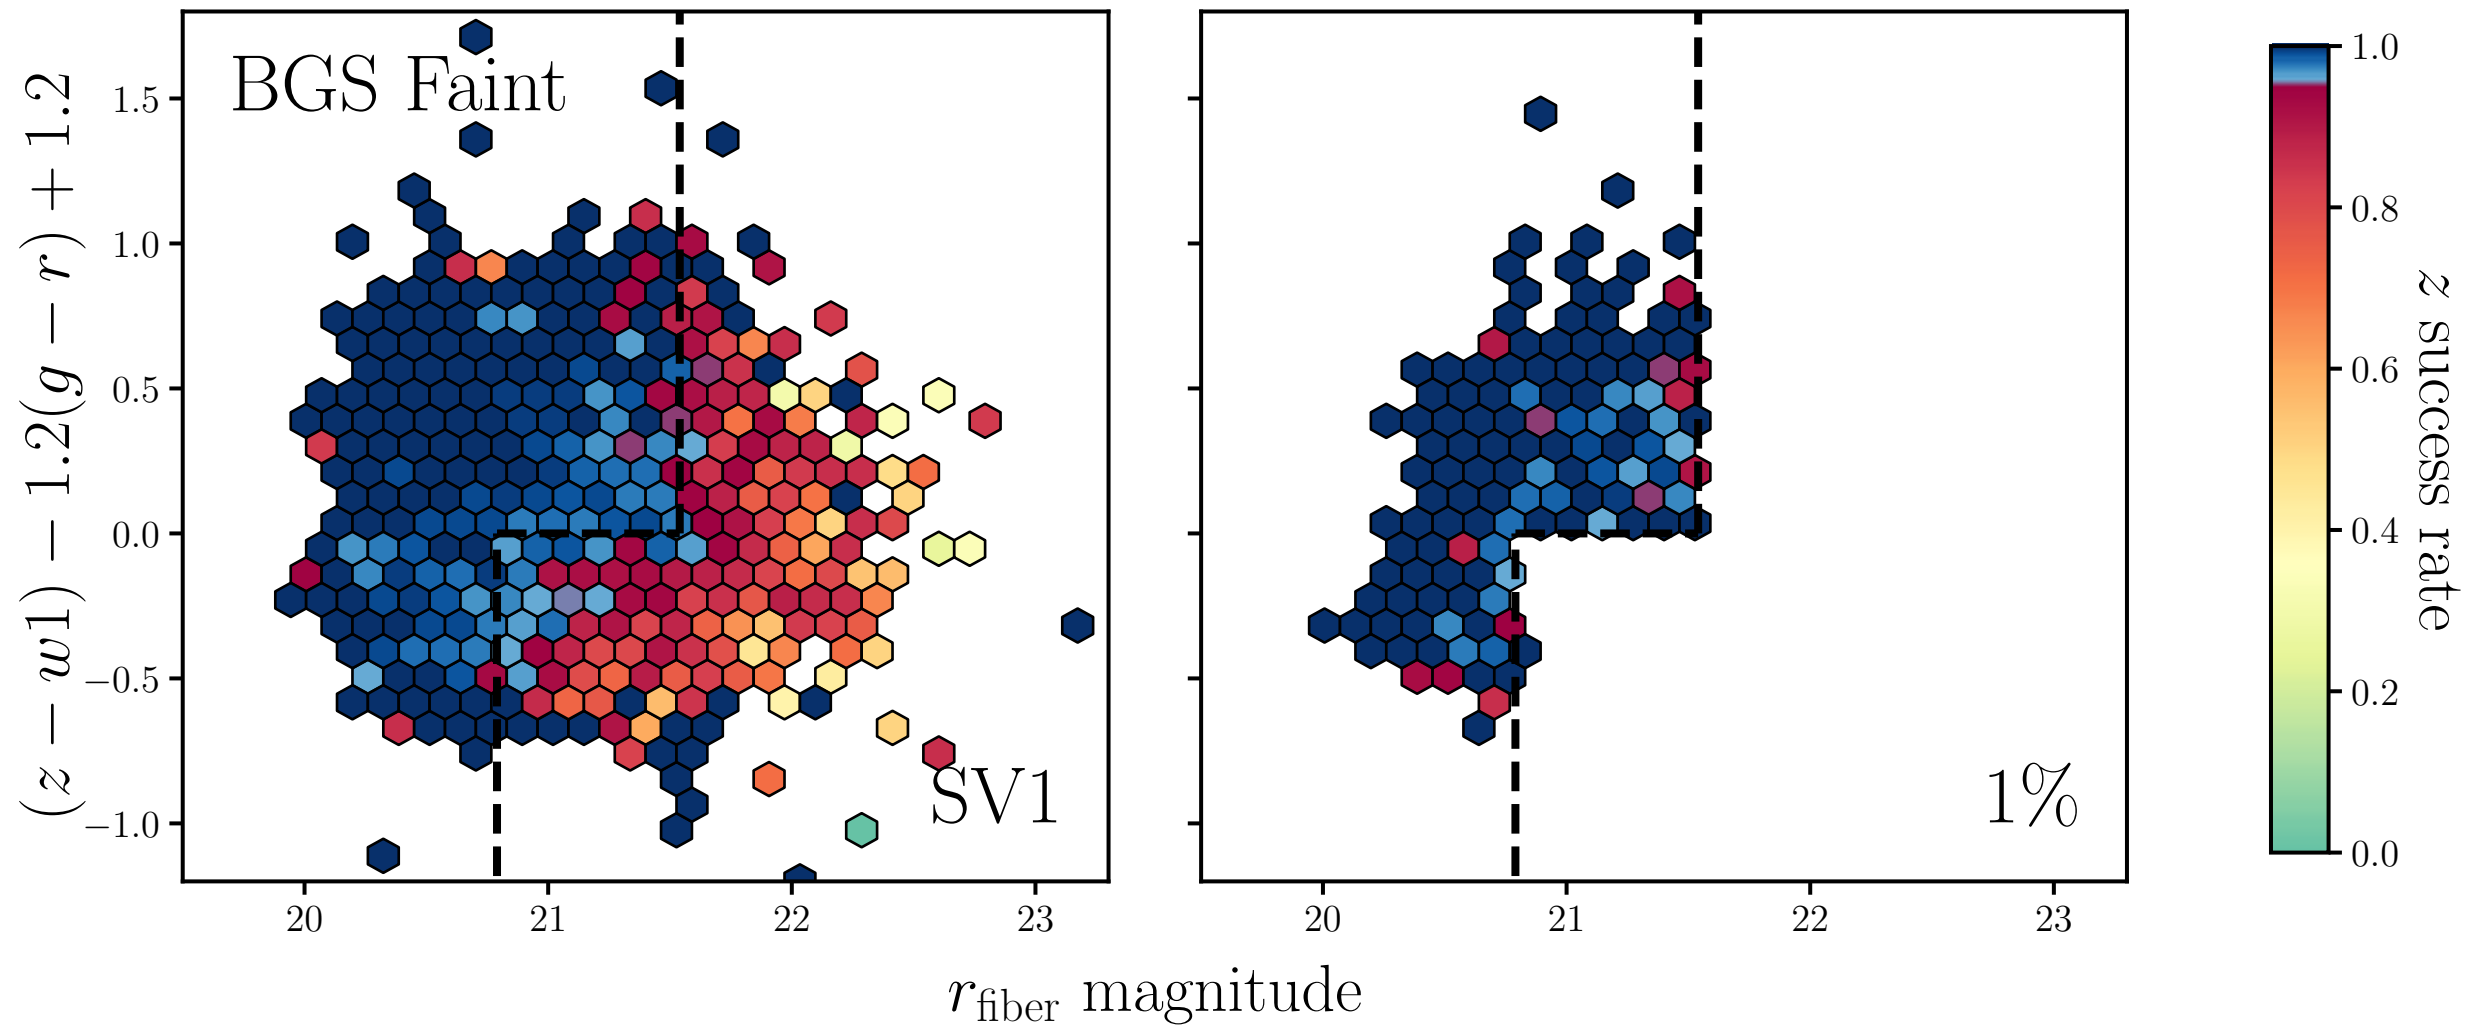 (z − w1) − 1.2(g − r) + 1.2
BGS Faint
SV1
1.5
1.0
0.5
0.0
−0.5
−1.0
20 21 22 23
1%
20 21 22 23
r_fiber magnitude
1.0
0.8
0.6
0.4
0.2
0.0
z success rate